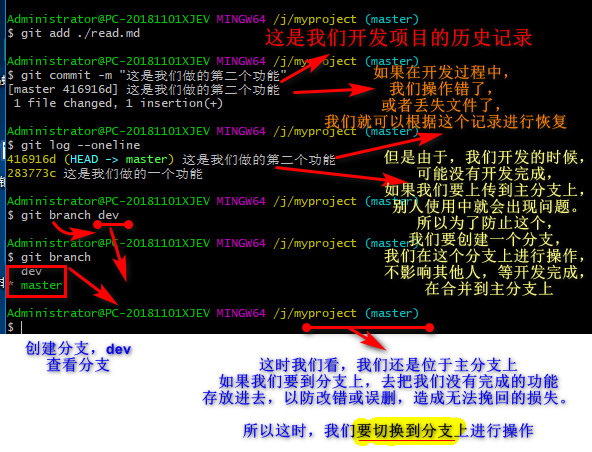 Administrator@PC-20181101XJEV MINGW64 /j/myproject (master)
$ git add ./read.md
这是我们开发项目的历史记录
Administrator@PC-20181101XJEV MINGW64 /j/myproject (master)
$ git commit -m "这是我们做的第二个功能"
[master 416916d] 这是我们做的第二个功能
1 file changed, 1 insertion(+)
如果在开发过程中,
我们操作错了,
或者丢失文件了,
我们就可以根据这个记录进行恢复
Administrator@PC-20181101XJEV MINGW64 /j/myproject (master)
$ git log --oneline
416916d (HEAD -> master) 这是我们做的第二个功能
283773c 这是我们做的一个功能
但是由于，我们开发的时候,
可能没有开发完成,
如果我们要上传到主分支上,
别人使用中就会出现问题。
所以为了防止这个,
我们要创建一个分支,
我们在这个分支上进行操作,
不影响其他人，等开发完成,
在合并到主分支上
Administrator@PC-20181101XJEV MINGW64 /j/myproject (master)
$ git branch dev
Administrator@PC-20181101XJEV MINGW64 /j/myproject (master)
$ git branch
dev
* master
Administrator@PC-20181101XJEV MINGW64 /j/myproject (master)
$
创建分支，dev
查看分支
这时我们看，我们还是位于主分支上
如果我们要到分支上，去把我们没有完成的功能
存放进去，以防改错或误删，造成无法挽回的损失。
所以这时，我们要切换到分支上进行操作